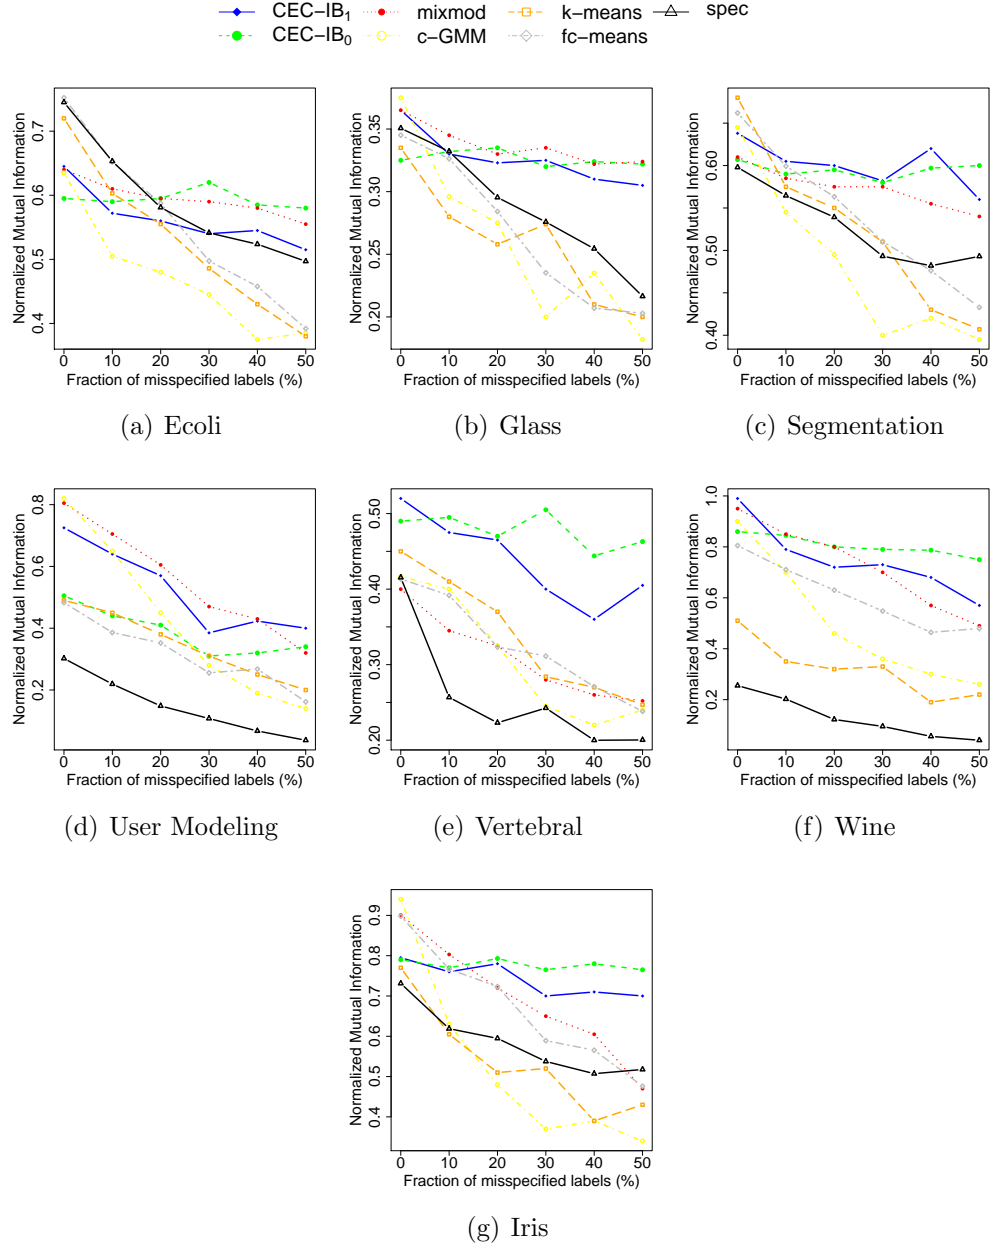 CEC−IB1 mixmod k−means spec
CEC−IB0 c−GMM fc−means
Normalized Mutual Information
0.4 0.5 0.6 0.7
0 10 20 30 40 50
Fraction of misspecified labels (%)
(a) Ecoli
Normalized Mutual Information
0.20 0.25 0.30 0.35
0 10 20 30 40 50
Fraction of misspecified labels (%)
(b) Glass
Normalized Mutual Information
0.40 0.50 0.60
0 10 20 30 40 50
Fraction of misspecified labels (%)
(c) Segmentation
Normalized Mutual Information
0.2 0.4 0.6 0.8
0 10 20 30 40 50
Fraction of misspecified labels (%)
(d) User Modeling
Normalized Mutual Information
0.20 0.30 0.40 0.50
0 10 20 30 40 50
Fraction of misspecified labels (%)
(e) Vertebral
Normalized Mutual Information
0.2 0.4 0.6 0.8 1.0
0 10 20 30 40 50
Fraction of misspecified labels (%)
(f) Wine
Normalized Mutual Information
0.4 0.5 0.6 0.7 0.8 0.9
0 10 20 30 40 50
Fraction of misspecified labels (%)
(g) Iris